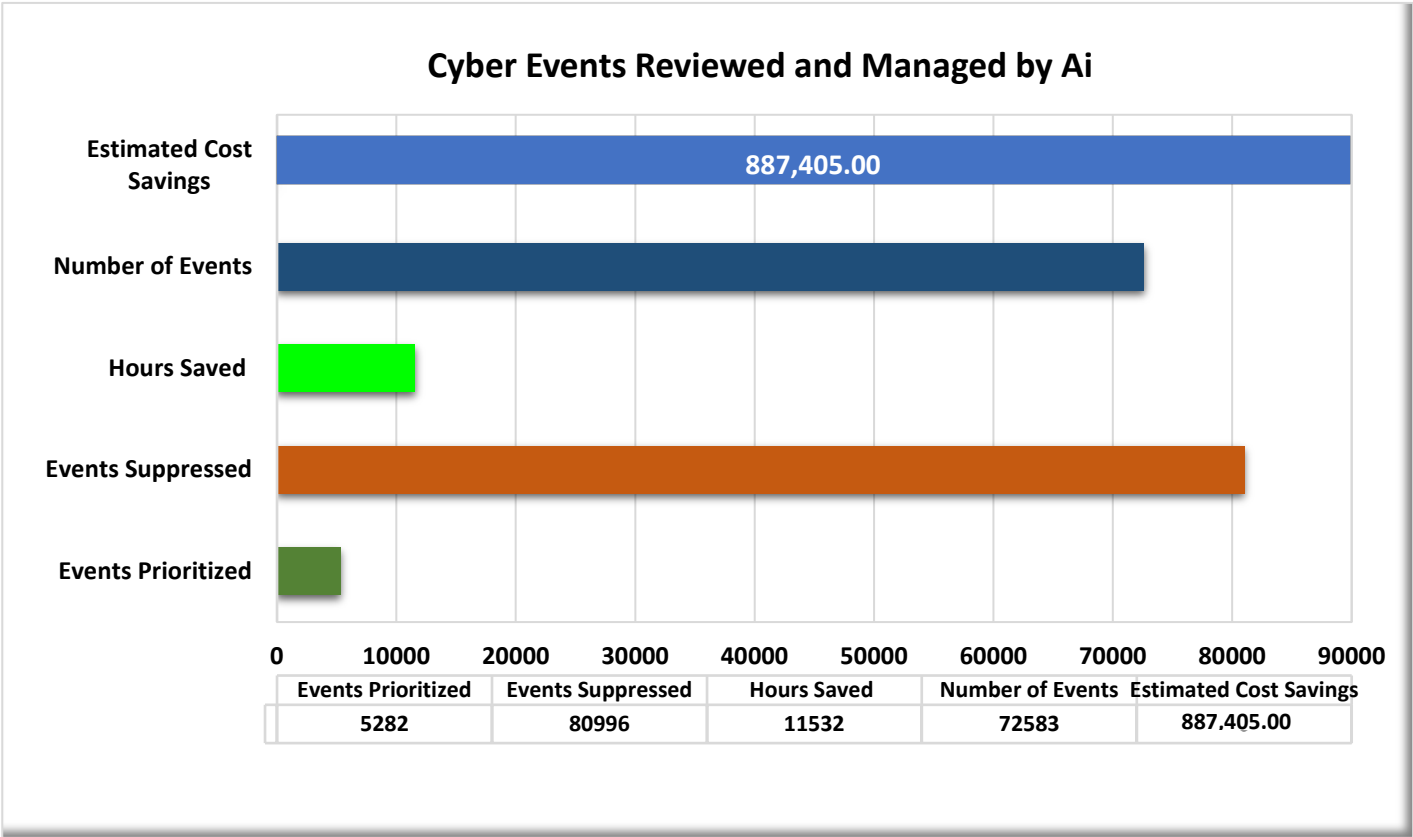 Cyber Events Reviewed and Managed by Ai
Estimated Cost
Savings
887,405.00
Number of Events
Hours Saved
Events Suppressed
Events Prioritized
0 10000 20000 30000 40000 50000 60000 70000 80000 90000
Events Prioritized Events Suppressed Hours Saved Number of Events Estimated Cost Savings
5282 80996 11532 72583 887,405.00